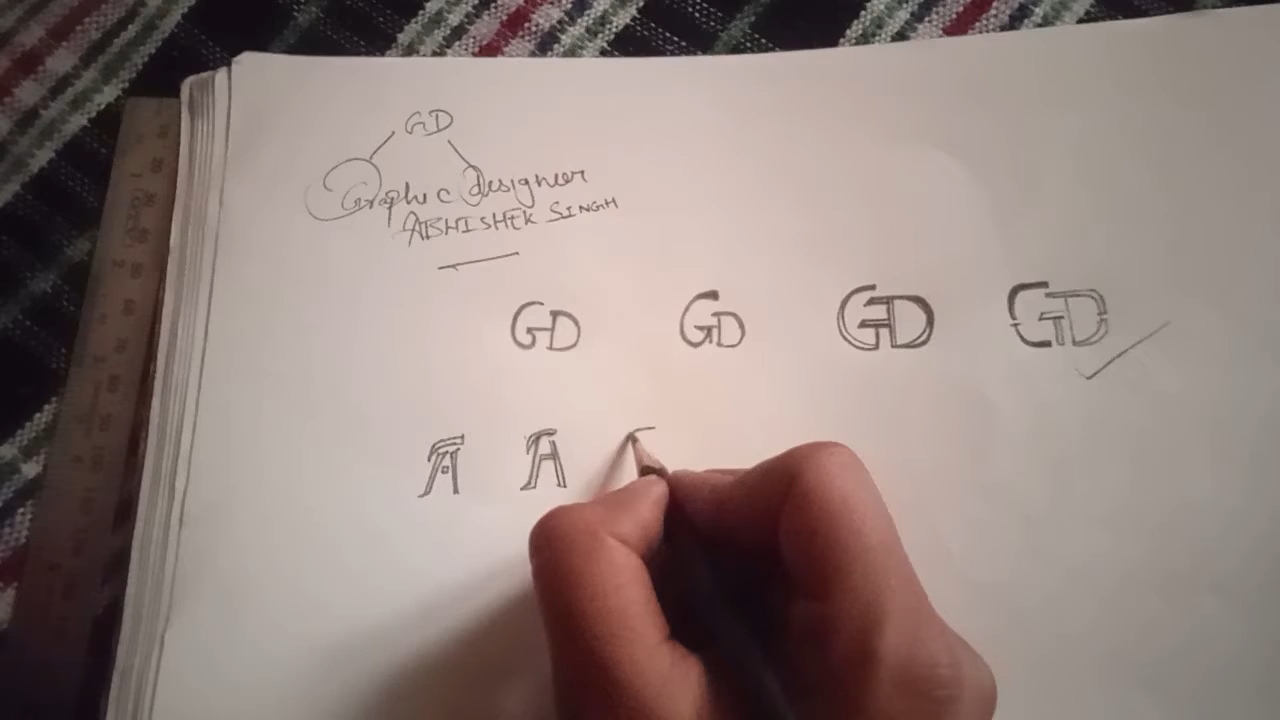 GD
Graphic designer
ABHISHEK SINGH
GD GD GD GD
A A